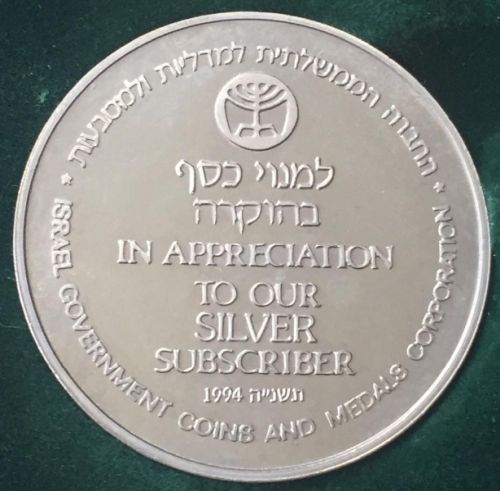 החברה הממשלתית למדליות ולמטבעות
למנוי כסף
בהוקרה
IN APPRECIATION
TO OUR
SILVER
SUBSCRIBER
1994 תשנ״ה
* ISRAEL GOVERNMENT COINS AND MEDALS CORPORATION *